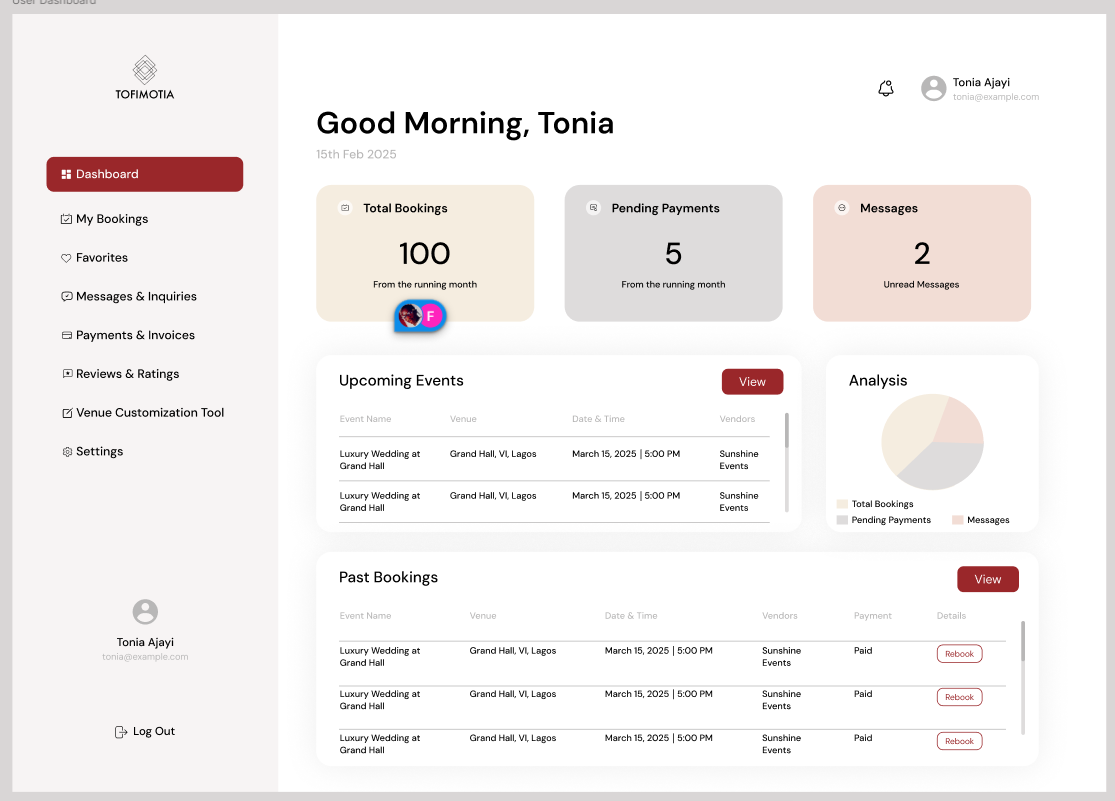 User Dashboard
TOFIMOTIA
Dashboard
My Bookings
Favorites
Messages & Inquiries
Payments & Invoices
Reviews & Ratings
Venue Customization Tool
Settings
Tonia Ajayi
tonia@example.com
Log Out
Tonia Ajayi
tonia@example.com
Good Morning, Tonia
15th Feb 2025
Total Bookings
100
From the running month
F
Pending Payments
5
From the running month
Messages
2
Unread Messages
Upcoming Events
View
Event Name Venue Date & Time Vendors
Luxury Wedding at Grand Hall, VI, Lagos March 15, 2025 | 5:00 PM Sunshine
Grand Hall Events
Luxury Wedding at Grand Hall, VI, Lagos March 15, 2025 | 5:00 PM Sunshine
Grand Hall Events
Analysis
Total Bookings
Pending Payments Messages
Past Bookings
View
Event Name Venue Date & Time Vendors Payment Details
Luxury Wedding at Grand Hall, VI, Lagos March 15, 2025 | 5:00 PM Sunshine Paid Rebook
Grand Hall Events
Luxury Wedding at Grand Hall, VI, Lagos March 15, 2025 | 5:00 PM Sunshine Paid Rebook
Grand Hall Events
Luxury Wedding at Grand Hall, VI, Lagos March 15, 2025 | 5:00 PM Sunshine Paid Rebook
Grand Hall Events